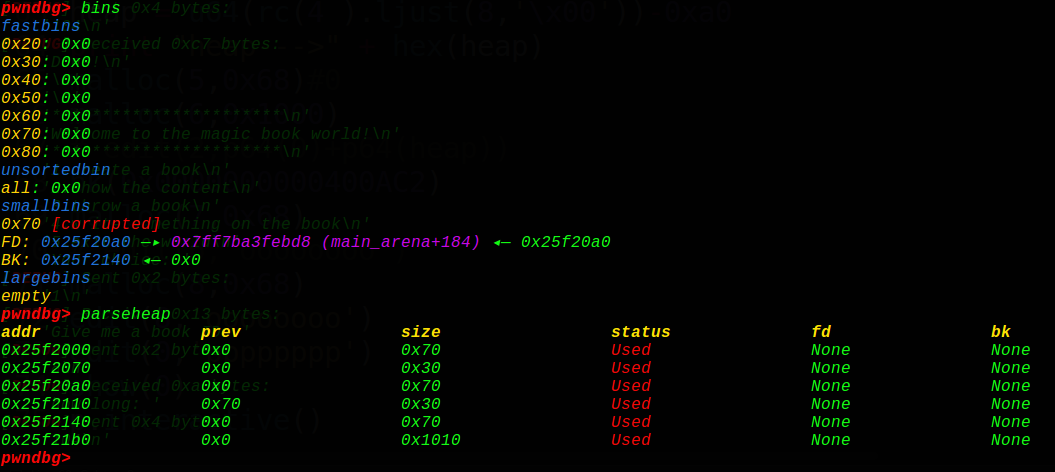 pwndbg> bins
fastbins
0x20: 0x0
0x30: 0x0
0x40: 0x0
0x50: 0x0
0x60: 0x0
0x70: 0x0
0x80: 0x0
unsortedbin
all: 0x0
smallbins
0x70 [corrupted]
FD: 0x25f20a0 —▸ 0x7ff7ba3febd8 (main_arena+184) ◂— 0x25f20a0
BK: 0x25f2140 ◂— 0x0
largebins
empty
pwndbg> parseheap
addr prev size status fd bk
0x25f2000 0x0 0x70 Used None None
0x25f2070 0x0 0x30 Used None None
0x25f20a0 0x0 0x70 Used None None
0x25f2110 0x70 0x30 Used None None
0x25f2140 0x0 0x70 Used None None
0x25f21b0 0x0 0x1010 Used None None
pwndbg>